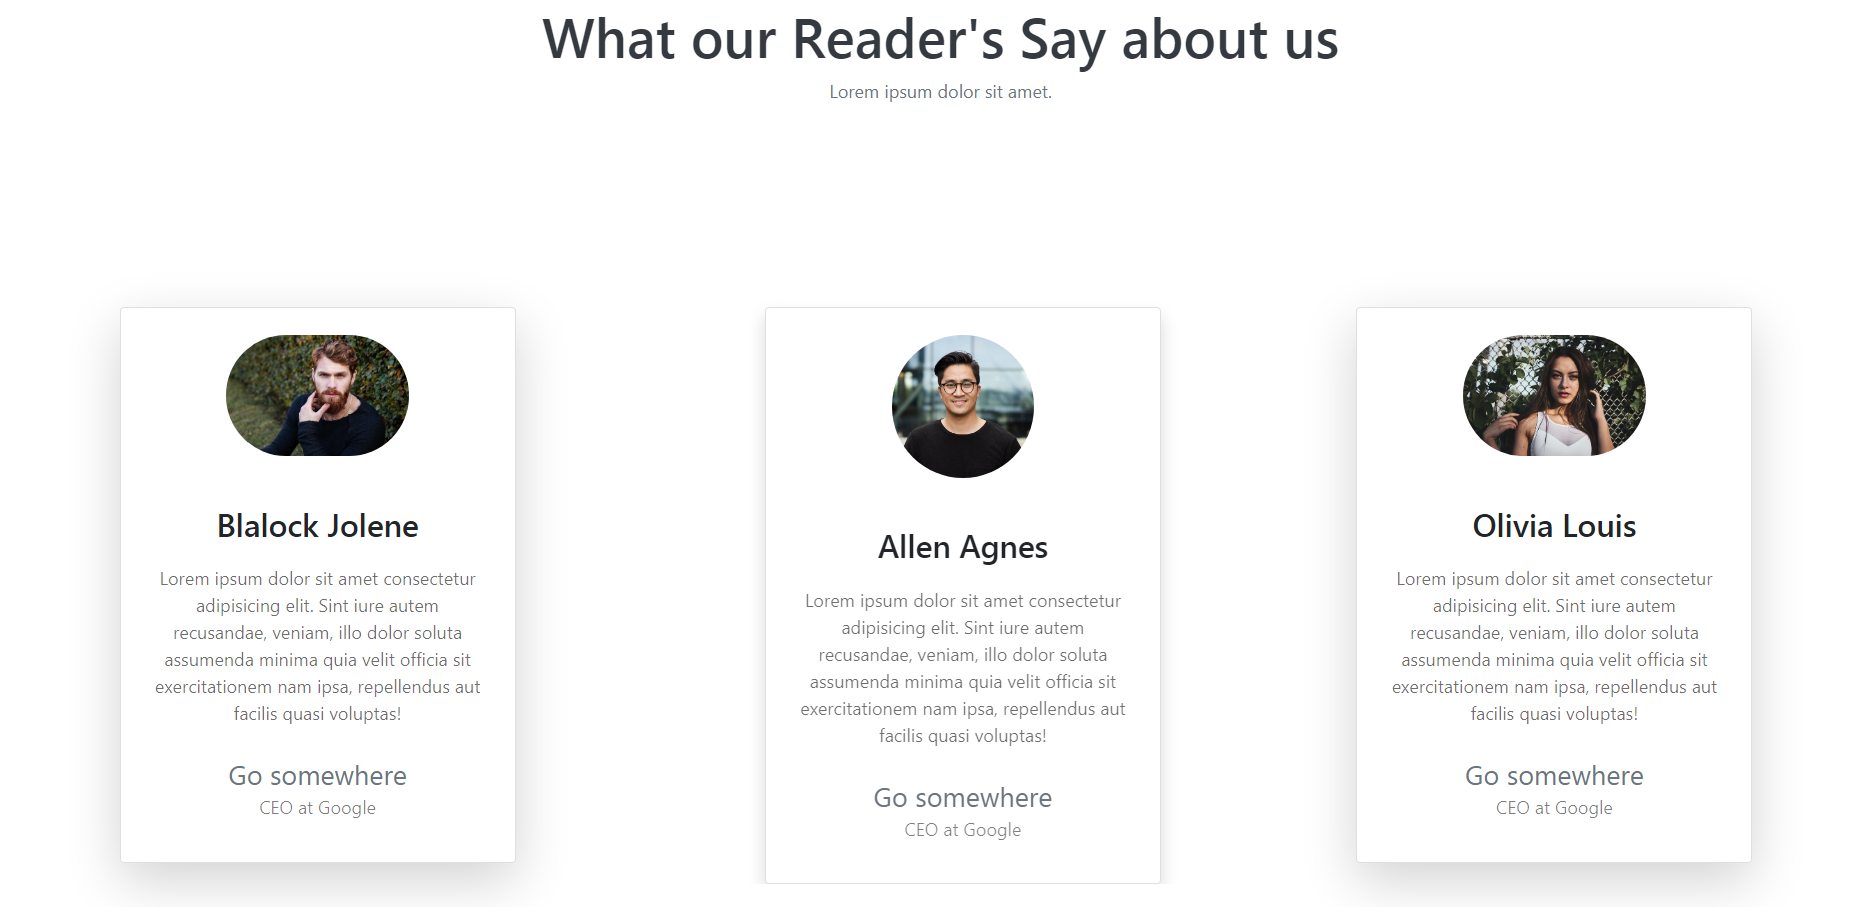 What our Reader's Say about us
Lorem ipsum dolor sit amet.
Blalock Jolene
Lorem ipsum dolor sit amet consectetur
adipisicing elit. Sint iure autem
recusandae, veniam, illo dolor soluta
assumenda minima quia velit officia sit
exercitationem nam ipsa, repellendus aut
facilis quasi voluptas!
Go somewhere
CEO at Google
Allen Agnes
Lorem ipsum dolor sit amet consectetur
adipisicing elit. Sint iure autem
recusandae, veniam, illo dolor soluta
assumenda minima quia velit officia sit
exercitationem nam ipsa, repellendus aut
facilis quasi voluptas!
Go somewhere
CEO at Google
Olivia Louis
Lorem ipsum dolor sit amet consectetur
adipisicing elit. Sint iure autem
recusandae, veniam, illo dolor soluta
assumenda minima quia velit officia sit
exercitationem nam ipsa, repellendus aut
facilis quasi voluptas!
Go somewhere
CEO at Google